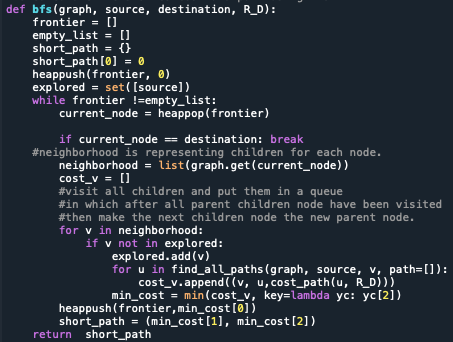 def bfs(graph, source, destination, R_D):
    frontier = []
    empty_list = []
    short_path = {}
    short_path[0] = 0
    heappush(frontier, 0)
    explored = set([source])
    while frontier !=empty_list:
        current_node = heappop(frontier)

        if current_node == destination: break
    #neighborhood is representing children for each node.
        neighborhood = list(graph.get(current_node))
        cost_v = []
        #visit all children and put them in a queue
        #in which after all parent children node have been visited
        #then make the next children node the new parent node.
        for v in neighborhood:
            if v not in explored:
                explored.add(v)
                for u in find_all_paths(graph, source, v, path=[]):
                    cost_v.append((v, u,cost_path(u, R_D)))
                min_cost = min(cost_v, key=lambda yc: yc[2])
        heappush(frontier,min_cost[0])
        short_path = (min_cost[1], min_cost[2])
    return  short_path